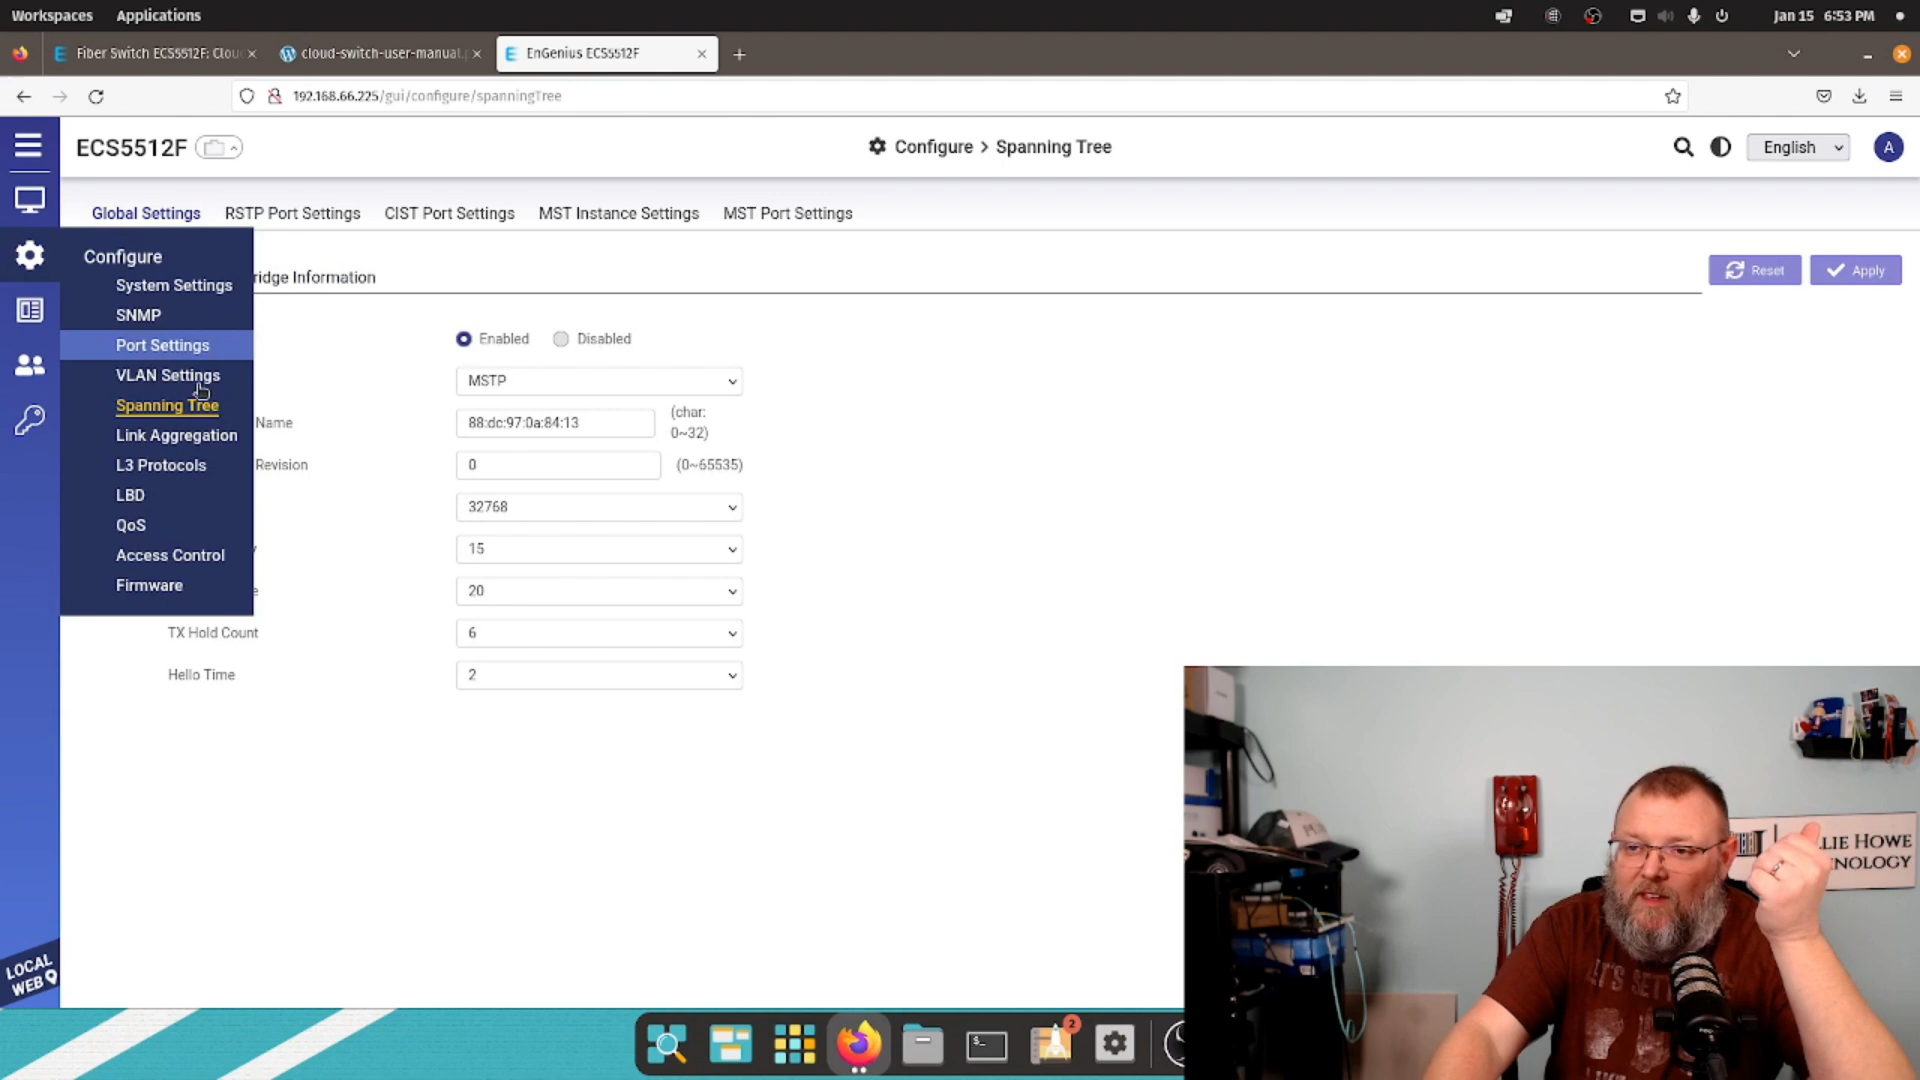 Workspaces Applications
Jan 15 6:53 PM
Fiber Switch ECS5512F: Clou
cloud-switch-user-manual.
EnGenius ECS5512F
192.168.66.225/gui/configure/spanningTree
ECS5512F
Configure > Spanning Tree
English
A
Global Settings
RSTP Port Settings
CIST Port Settings
MST Instance Settings
MST Port Settings
Configure
System Settings
SNMP
Port Settings
VLAN Settings
Spanning Tree
Link Aggregation
L3 Protocols
LBD
QoS
Access Control
Firmware
ridge Information
Reset
Apply
Enabled
Disabled
MSTP
Name
88:dc:97:0a:84:13
(char:
0~32)
Revision
0
(0~65535)
32768
y
15
e
20
TX Hold Count
6
Hello Time
2
LOCAL
WEB
2
LLIE HOWE
NOLOGY